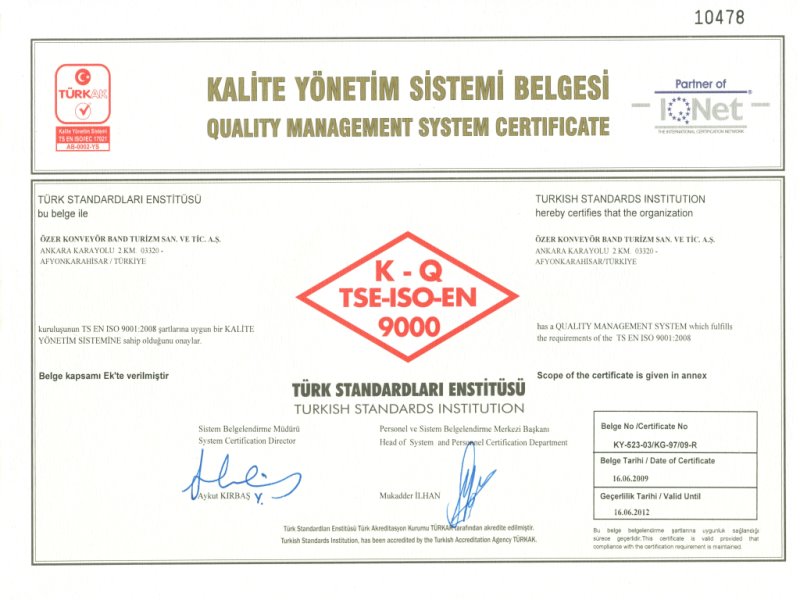 10478
TÜRKAK
Kalite Yönetim Sistemi
TS EN ISO/IEC 17021
AB-0002-YS
KALİTE YÖNETİM SİSTEMİ BELGESİ
QUALITY MANAGEMENT SYSTEM CERTIFICATE
Partner of
IQNet
THE INTERNATIONAL CERTIFICATION NETWORK
TÜRK STANDARDLARI ENSTİTÜSÜ
bu belge ile
ÖZER KONVEYÖR BAND TURİZM SAN. VE TİC. A.Ş.
ANKARA KARAYOLU 2 KM. 03320 -
AFYONKARAHİSAR / TÜRKİYE
kuruluşunun TS EN ISO 9001:2008 şartlarına uygun bir KALİTE
YÖNETİM SİSTEMİNE sahip olduğunu onaylar.
Belge kapsamı Ek'te verilmiştir
K - Q
TSE-ISO-EN
9000
TURKISH STANDARDS INSTITUTION
hereby certifies that the organization
ÖZER KONVEYÖR BAND TURİZM SAN. VE TİC. A.Ş.
ANKARA KARAYOLU 2 KM. 03320 -
AFYONKARAHİSAR/TÜRKİYE
has a QUALITY MANAGEMENT SYSTEM which fulfills
the requirements of the TS EN ISO 9001:2008
Scope of the certificate is given in annex
TÜRK STANDARDLARI ENSTİTÜSÜ
TURKISH STANDARDS INSTITUTION
Sistem Belgelendirme Müdürü
System Certification Director
Aykut KIRBAŞ Y.
Personel ve Sistem Belgelendirme Merkezi Başkanı
Head of System and Personnel Certification Department
Mukadder İLHAN
Belge No /Certificate No
KY-523-03/KG-97/09-R
Belge Tarihi / Date of Certificate
16.06.2009
Geçerlilik Tarihi / Valid Until
16.06.2012
Türk Standardları Enstitüsü Türk Akreditasyon Kurumu TÜRKAK tarafından akredite edilmiştir.
Turkish Standards Institution, has been accredited by the Turkish Accreditation Agency TÜRKAK.
Bu belge belgelendirme şartlarına uygunluk sağlandığı
sürece geçerlidir.This certificate is valid provided that
compliance with the certification requirement is maintained.